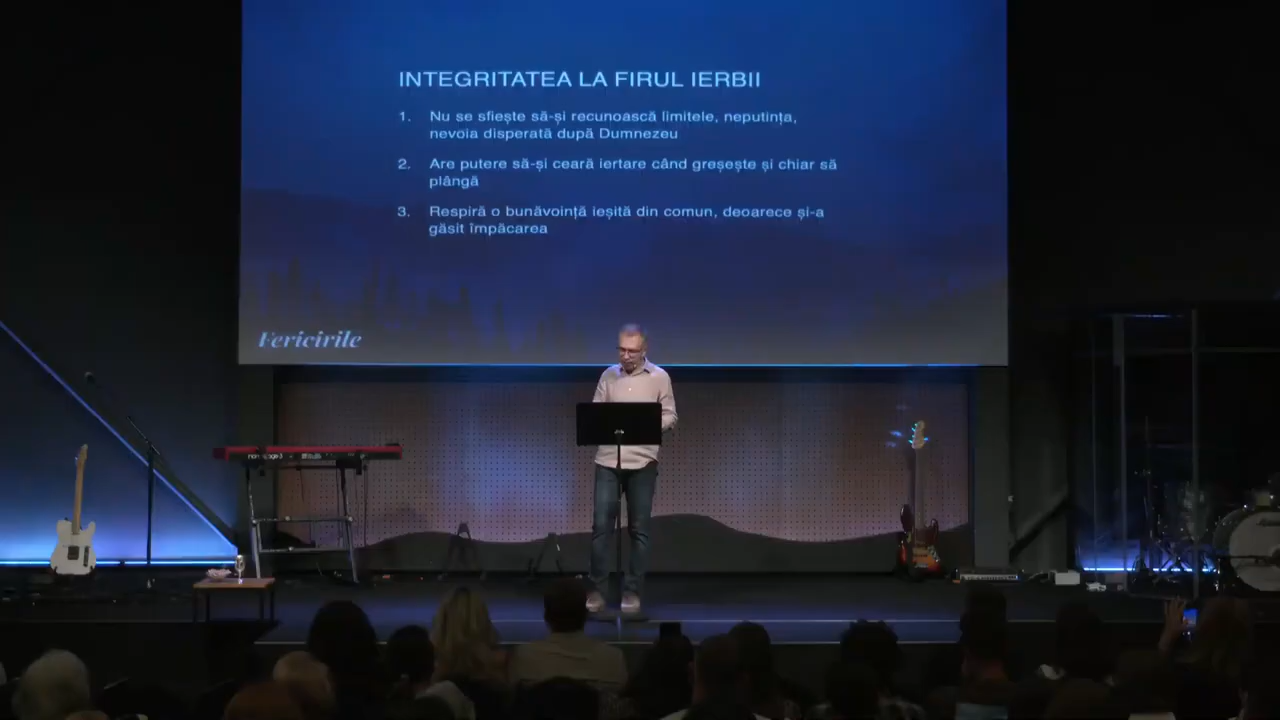 INTEGRITATEA LA FIRUL IERBII
1. Nu se sfiește să-și recunoască limitele, neputința,
nevoia disperată după Dumnezeu
2. Are putere să-și ceară iertare când greșește și chiar să
plângă
3. Respiră o bunăvoință ieșită din comun, deoarece și-a
găsit împăcarea
Fericirile